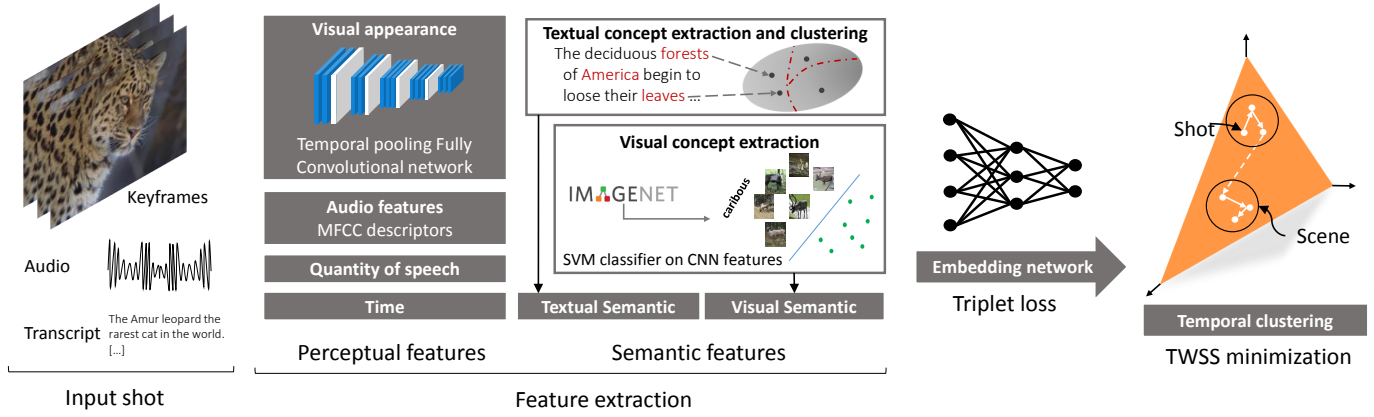 Keyframes
Audio
Transcript
The Amur leopard the
rarest cat in the world.
[...]
Input shot
Visual appearance
Temporal pooling Fully
Convolutional network
Audio features
MFCC descriptors
Quantity of speech
Time
Perceptual features
Textual concept extraction and clustering
The deciduous forests
of America begin to
loose their leaves ...
Visual concept extraction
IMAGENET
caribous
SVM classifier on CNN features
Textual Semantic
Visual Semantic
Semantic features
Feature extraction
Embedding network
Triplet loss
Shot
Scene
Temporal clustering
TWSS minimization